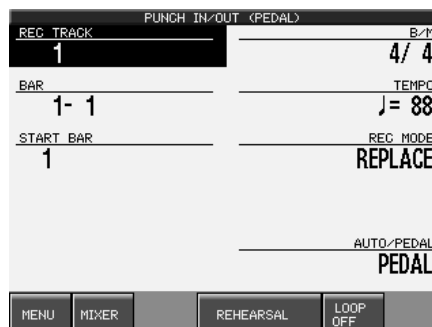 PUNCH IN/OUT (PEDAL)
REC TRACK
1
B/M
4/ 4
BAR
1- 1
TEMPO
♩= 88
START BAR
1
REC MODE
REPLACE
AUTO/PEDAL
PEDAL
MENU MIXER REHEARSAL LOOP
OFF